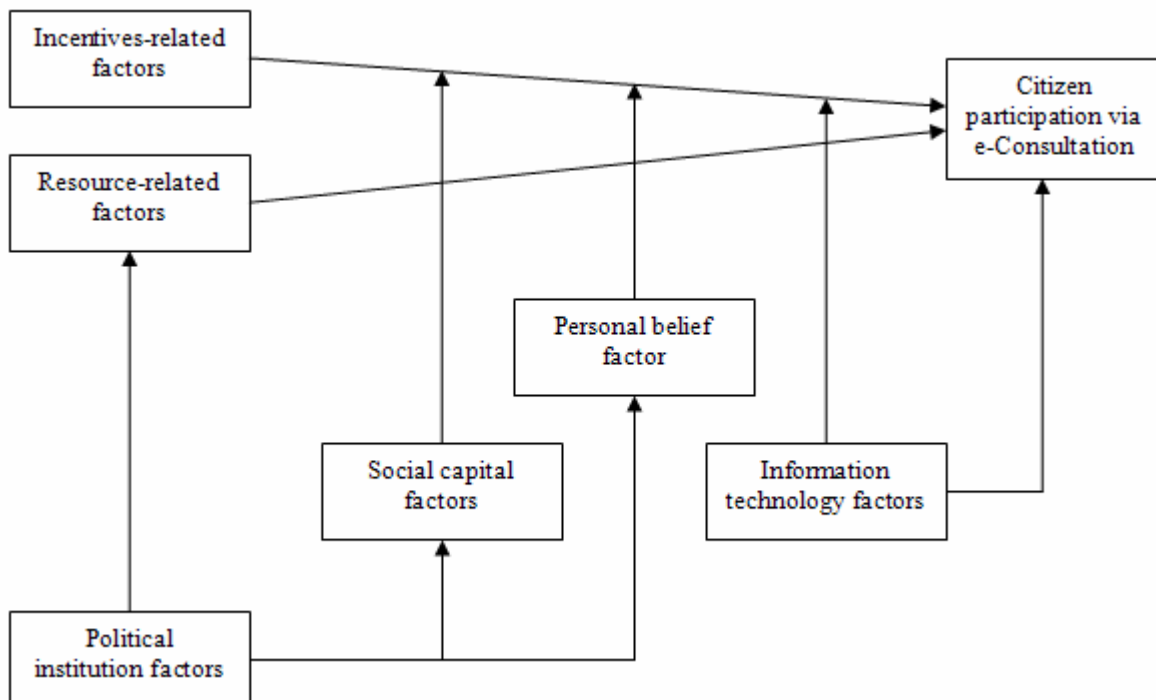 Incentives-related
factors
Citizen
participation via
e-Consultation
Resource-related
factors
Personal belief
factor
Social capital
factors
Information
technology factors
Political
institution factors